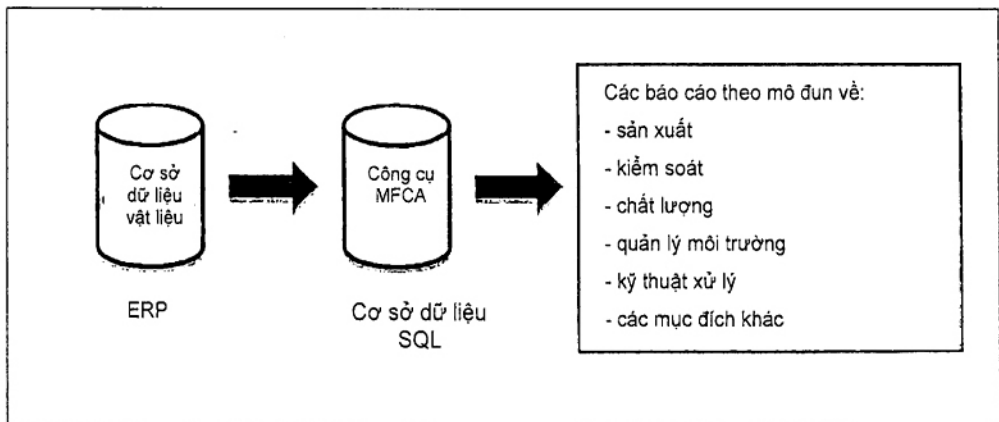 Cơ sở
dữ liệu
vật liệu
ERP
Công cụ
MFCA
Cơ sở dữ liệu
SQL
Các báo cáo theo mô đun về:
- sản xuất
- kiểm soát
- chất lượng
- quản lý môi trường
- kỹ thuật xử lý
- các mục đích khác